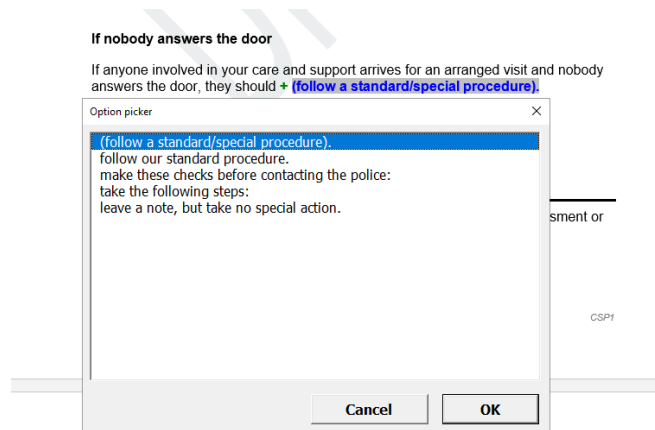 If nobody answers the door
If anyone involved in your care and support arrives for an arranged visit and nobody
answers the door, they should + (follow a standard/special procedure).
Option picker
(follow a standard/special procedure).
follow our standard procedure.
make these checks before contacting the police:
take the following steps:
leave a note, but take no special action.
sment or
CSP1
Cancel
OK